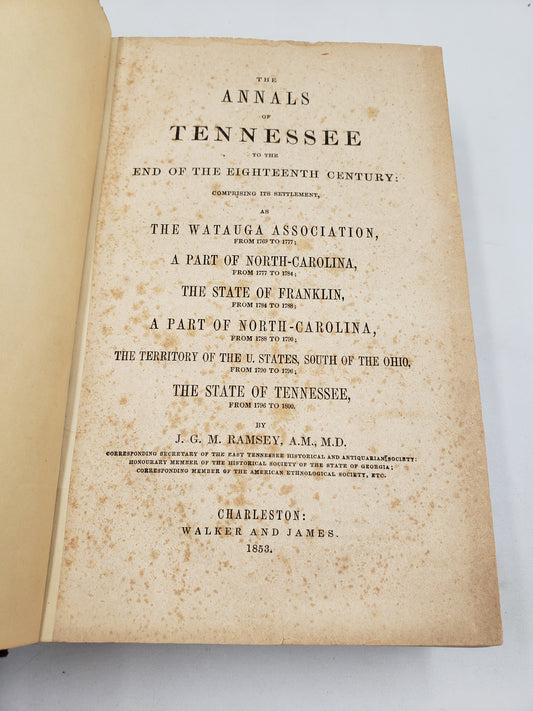 THE
ANNALS
OF
TENNESSEE
TO THE
END OF THE EIGHTEENTH CENTURY:
COMPRISING ITS SETTLEMENT,
AS
THE WATAUGA ASSOCIATION,
FROM 1769 TO 1777;
A PART OF NORTH-CAROLINA,
FROM 1777 TO 1784;
THE STATE OF FRANKLIN,
FROM 1784 TO 1788;
A PART OF NORTH-CAROLINA,
FROM 1788 TO 1790;
THE TERRITORY OF THE U. STATES, SOUTH OF THE OHIO,
FROM 1790 TO 1796;
THE STATE OF TENNESSEE,
FROM 1796 TO 1800.
BY
J. G. M. RAMSEY, A.M., M.D.
CORRESPONDING SECRETARY OF THE EAST TENNESSEE HISTORICAL AND ANTIQUARIAN SOCIETY:
HONOURARY MEMBER OF THE HISTORICAL SOCIETY OF THE STATE OF GEORGIA;
CORRESPONDING MEMBER OF THE AMERICAN ETHNOLOGICAL SOCIETY, ETC.
CHARLESTON:
WALKER AND JAMES.
1853.